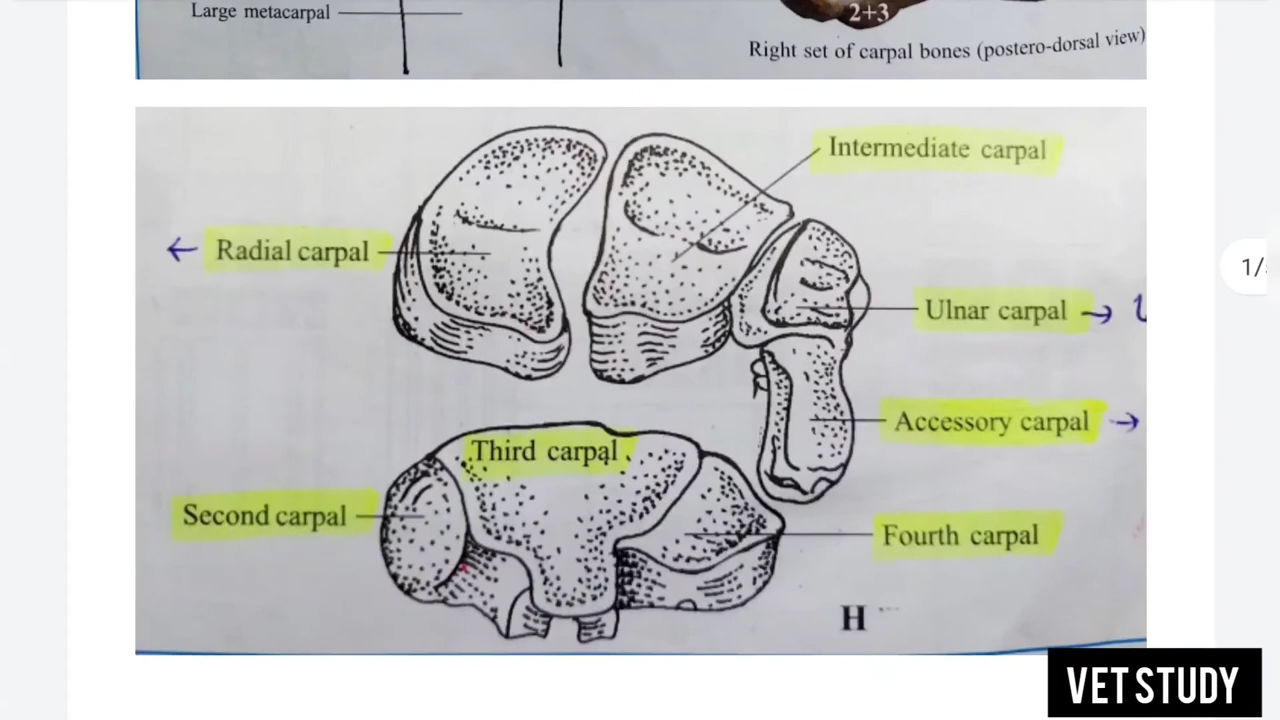 Large metacarpal
2+3
Right set of carpal bones (postero-dorsal view)
Intermediate carpal
← Radial carpal
Ulnar carpal →
Accessory carpal →
Third carpal
Second carpal
Fourth carpal
H
1/
VET STUDY